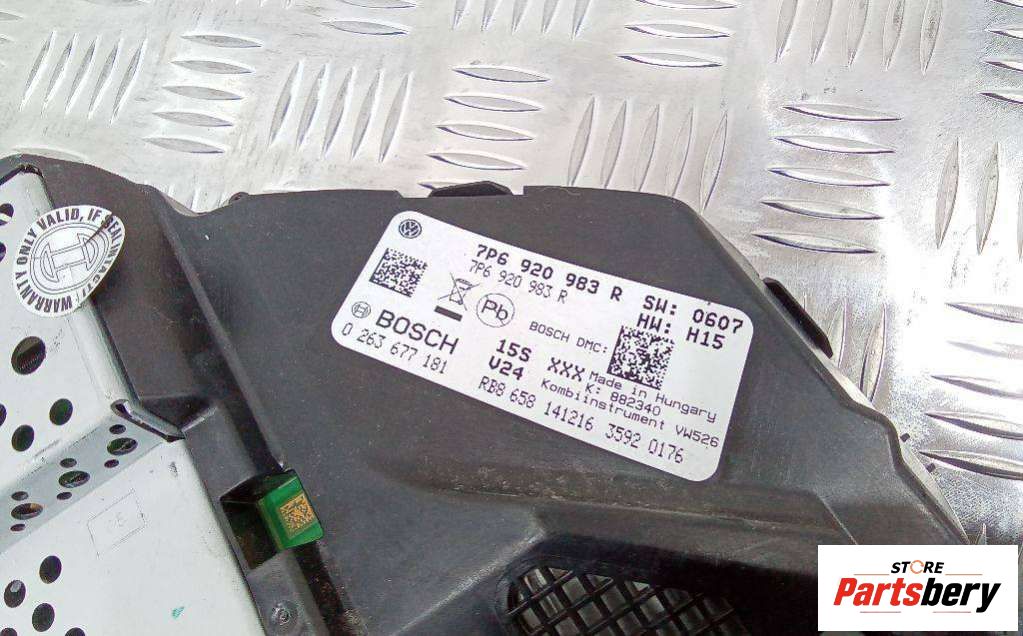 WARRANTY ONLY VALID, IF SEAL INTACT!
7P6 920 983 R SW: 0607
7P6 920 983 R HW: H15
Pb
BOSCH DMC:
BOSCH
0 263 677 181
15S XXX
V24
Made in Hungary
K: 882340
Kombiinstrument VW526
RB8 658 141216 3592 0176
STORE
Partsbery